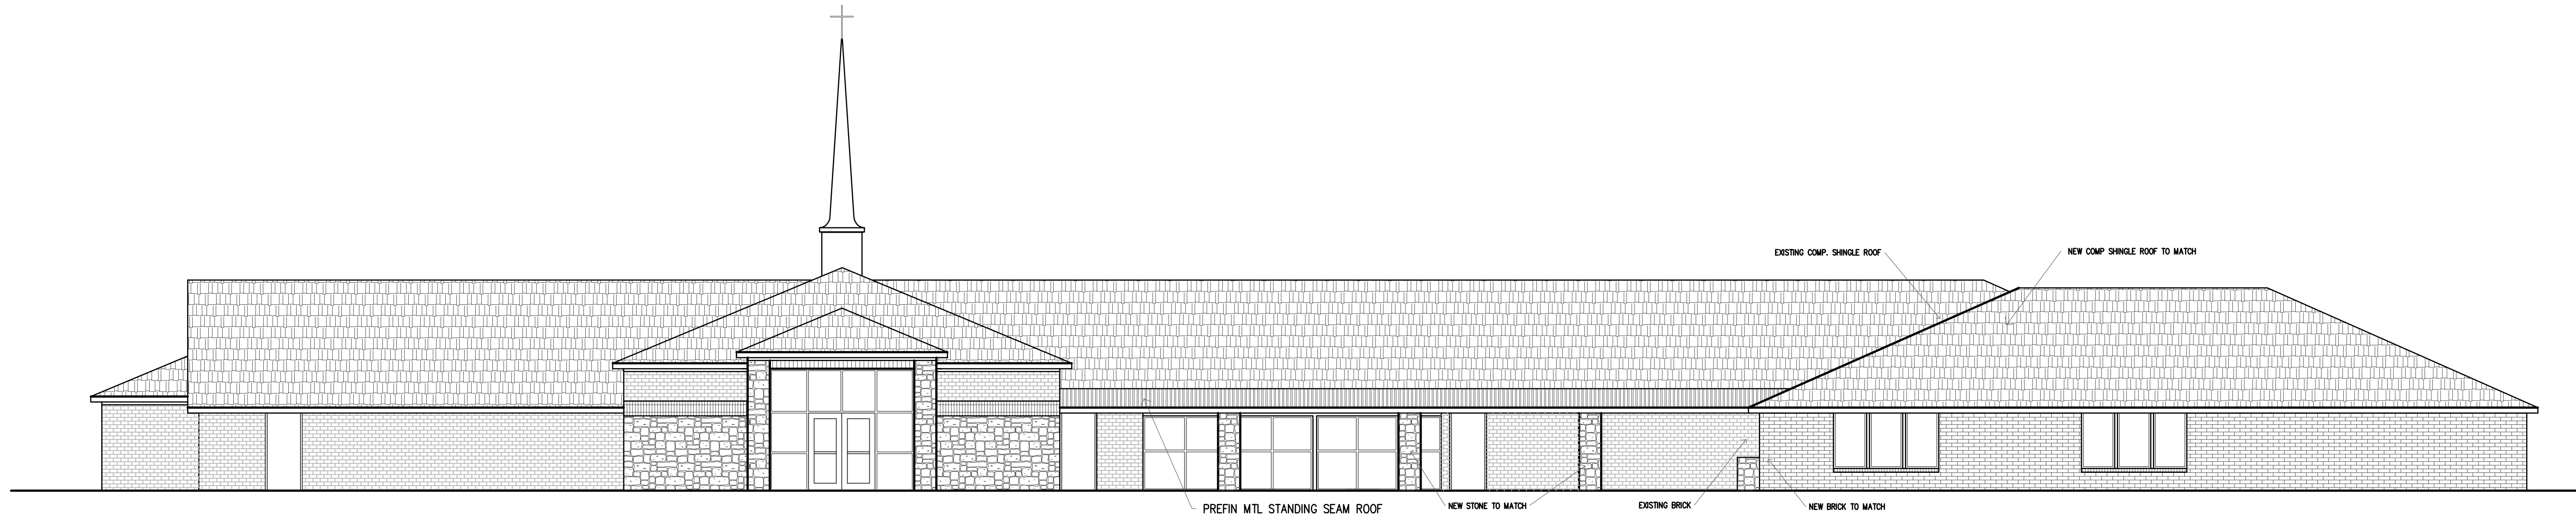 EXISTING COMP. SHINGLE ROOF
NEW COMP SHINGLE ROOF TO MATCH
PREFIN MTL STANDING SEAM ROOF
NEW STONE TO MATCH
EXISTING BRICK
NEW BRICK TO MATCH